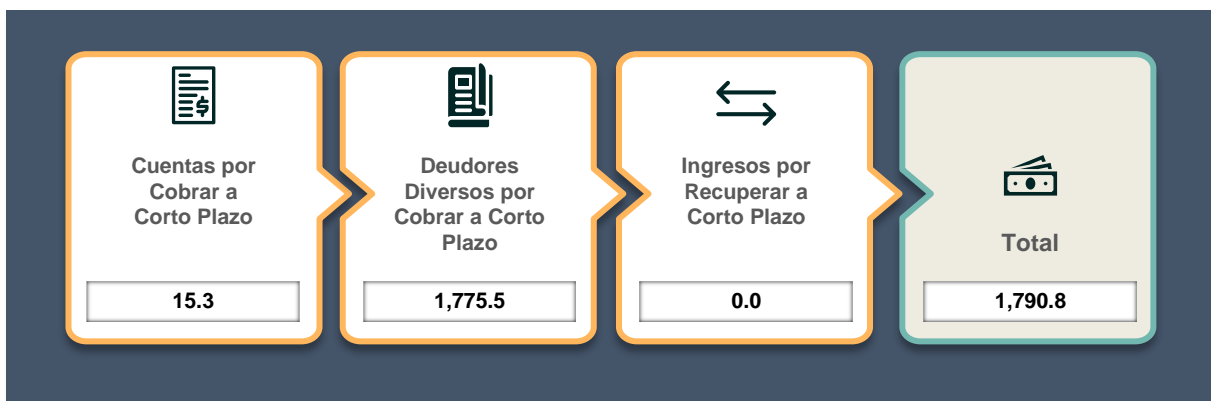 Cuentas por
Cobrar a
Corto Plazo
15.3
Deudores
Diversos por
Cobrar a Corto
Plazo
1,775.5
Ingresos por
Recuperar a
Corto Plazo
0.0
Total
1,790.8